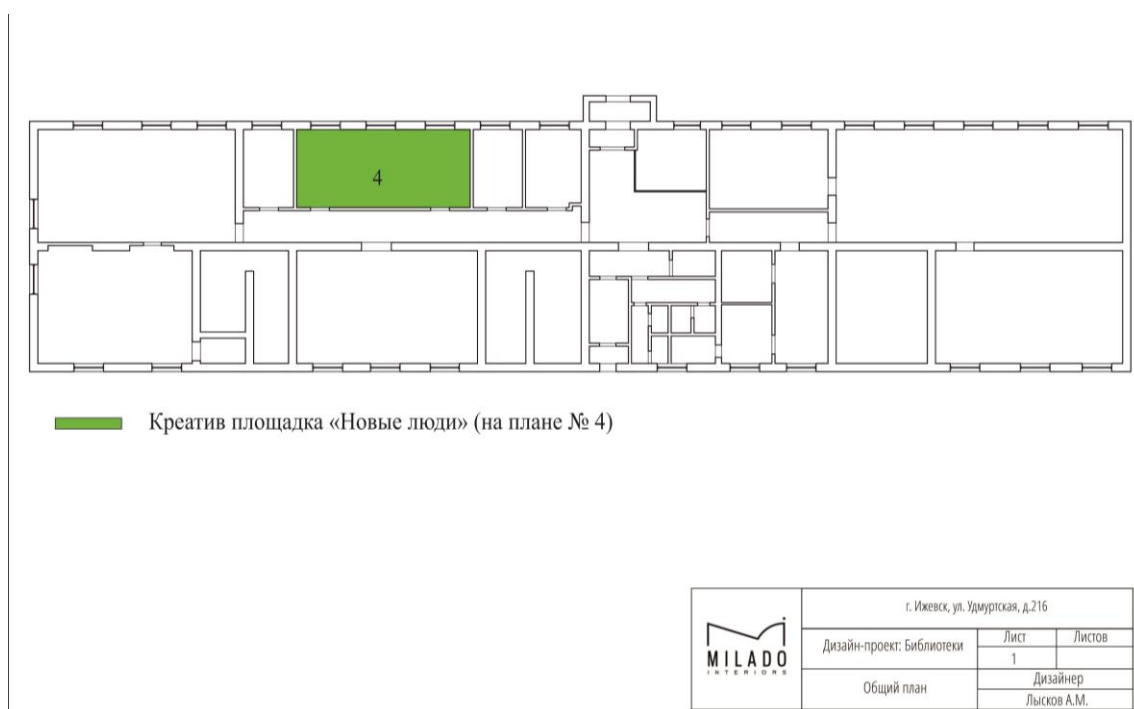 4
Креатив площадка «Новые люди» (на плане № 4)
г. Ижевск, ул. Удмуртская, д.216
Дизайн-проект: Библиотеки
Лист
Листов
1
MILADO
INTERIORS
Общий план
Дизайнер
Лысков А.М.